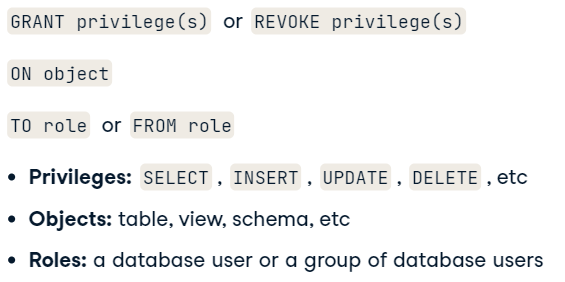 GRANT privilege(s) or REVOKE privilege(s)
ON object
TO role or FROM role
• Privileges: SELECT , INSERT , UPDATE , DELETE , etc
• Objects: table, view, schema, etc
• Roles: a database user or a group of database users